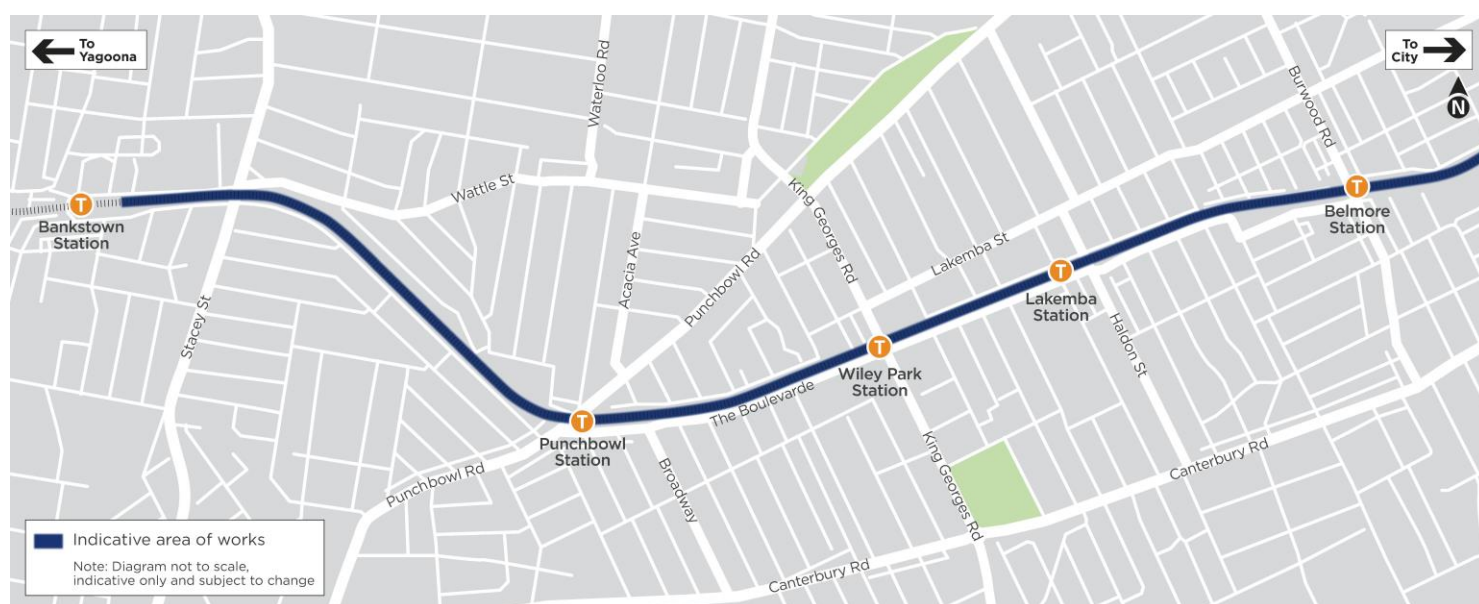 To
Yagoona
To
City
N
Waterloo Rd
Burwood Rd
Wattle St
King Georges Rd
T
Bankstown
Station
T
Belmore
Station
Stacey St
Acacia Ave
Punchbowl Rd
Lakemba St
T
Lakemba
Station
Haldon St
T
Wiley Park
Station
The Boulevarde
T
Punchbowl
Station
Punchbowl Rd
Broadway
King Georges Rd
Canterbury Rd
Canterbury Rd
Indicative area of works
Note: Diagram not to scale,
indicative only and subject to change